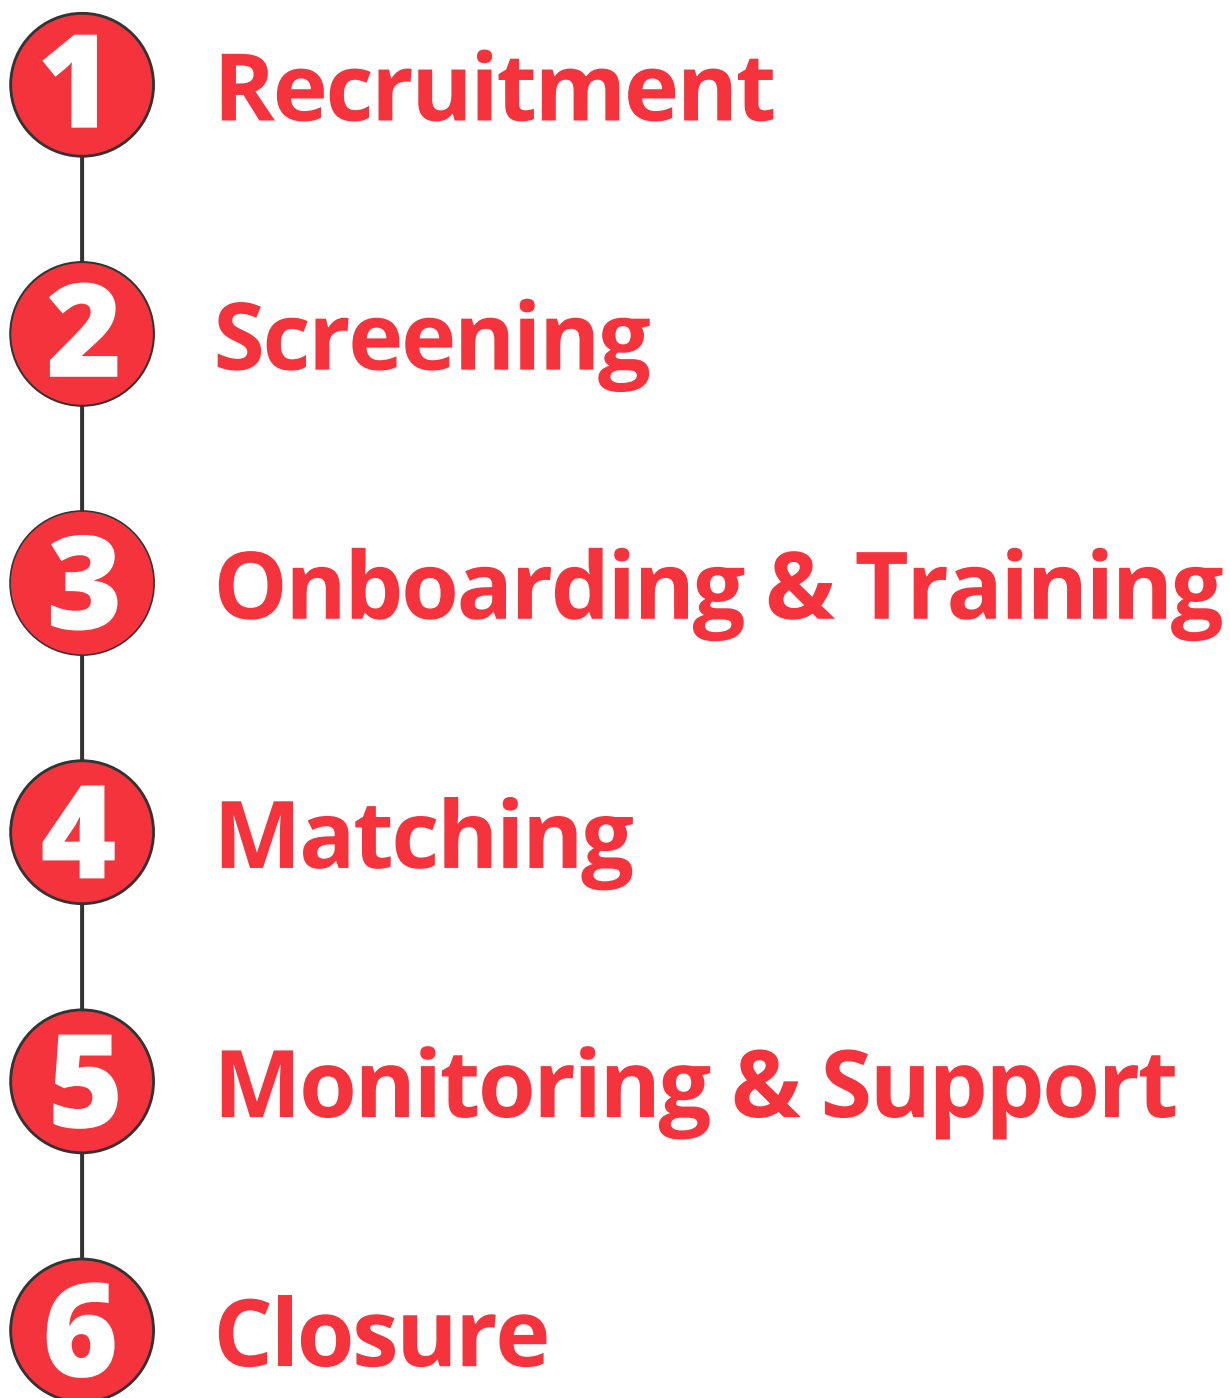 1 Recruitment
2 Screening
3 Onboarding & Training
4 Matching
5 Monitoring & Support
6 Closure